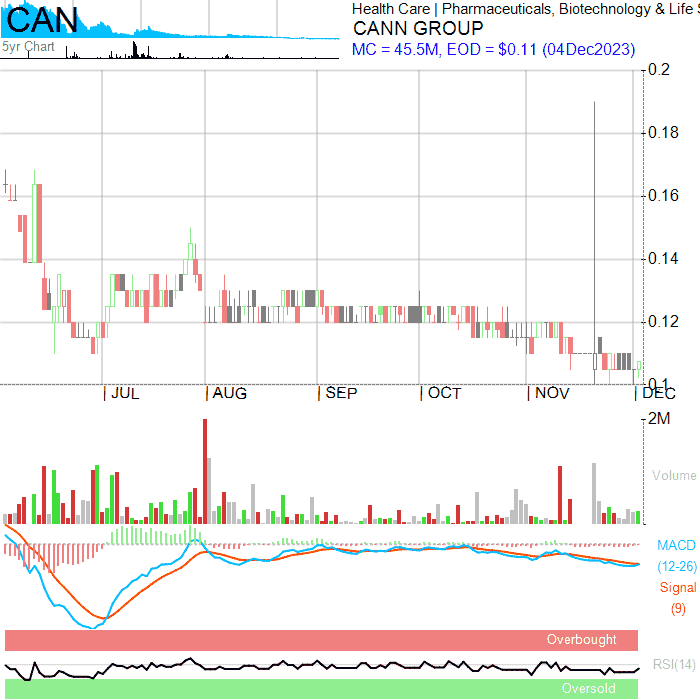 CAN
5yr Chart
Health Care | Pharmaceuticals, Biotechnology & Life
CANN GROUP
MC = 45.5M, EOD = $0.11 (04Dec2023)
0.2
0.18
0.16
0.14
0.12
0.1
| JUL | AUG | SEP | OCT | NOV | DEC
2M
Volume
MACD
(12-26)
Signal
(9)
Overbought
RSI(14)
Oversold